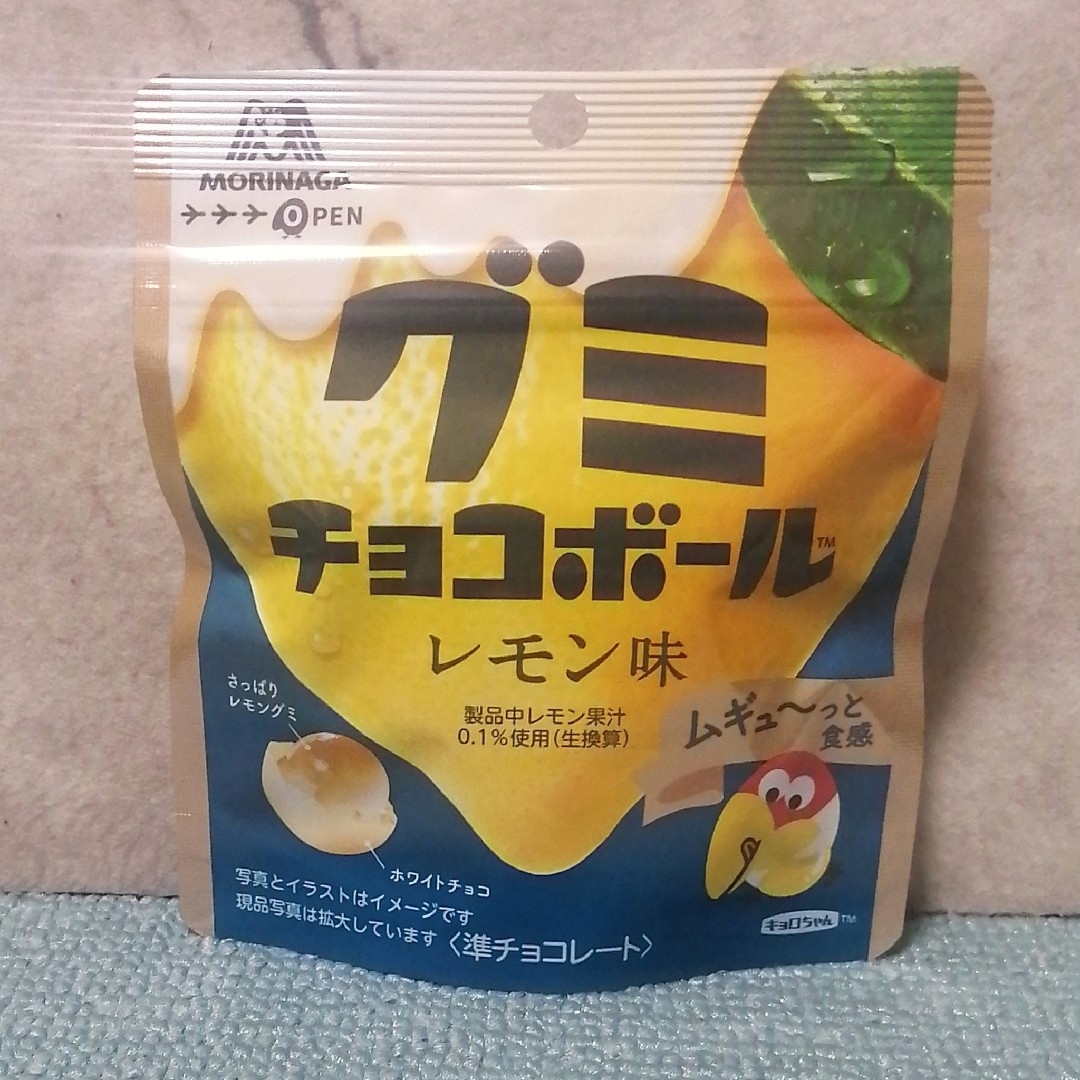 MORINAGA
OPEN
グミ
チョコボール™
レモン味
製品中レモン果汁
0.1%使用(生換算)
ムギュ〜っと
食感
さっぱり
レモングミ
ホワイトチョコ
写真とイラストはイメージです
現品写真は拡大しています
〈準チョコレート〉
キョロちゃん™